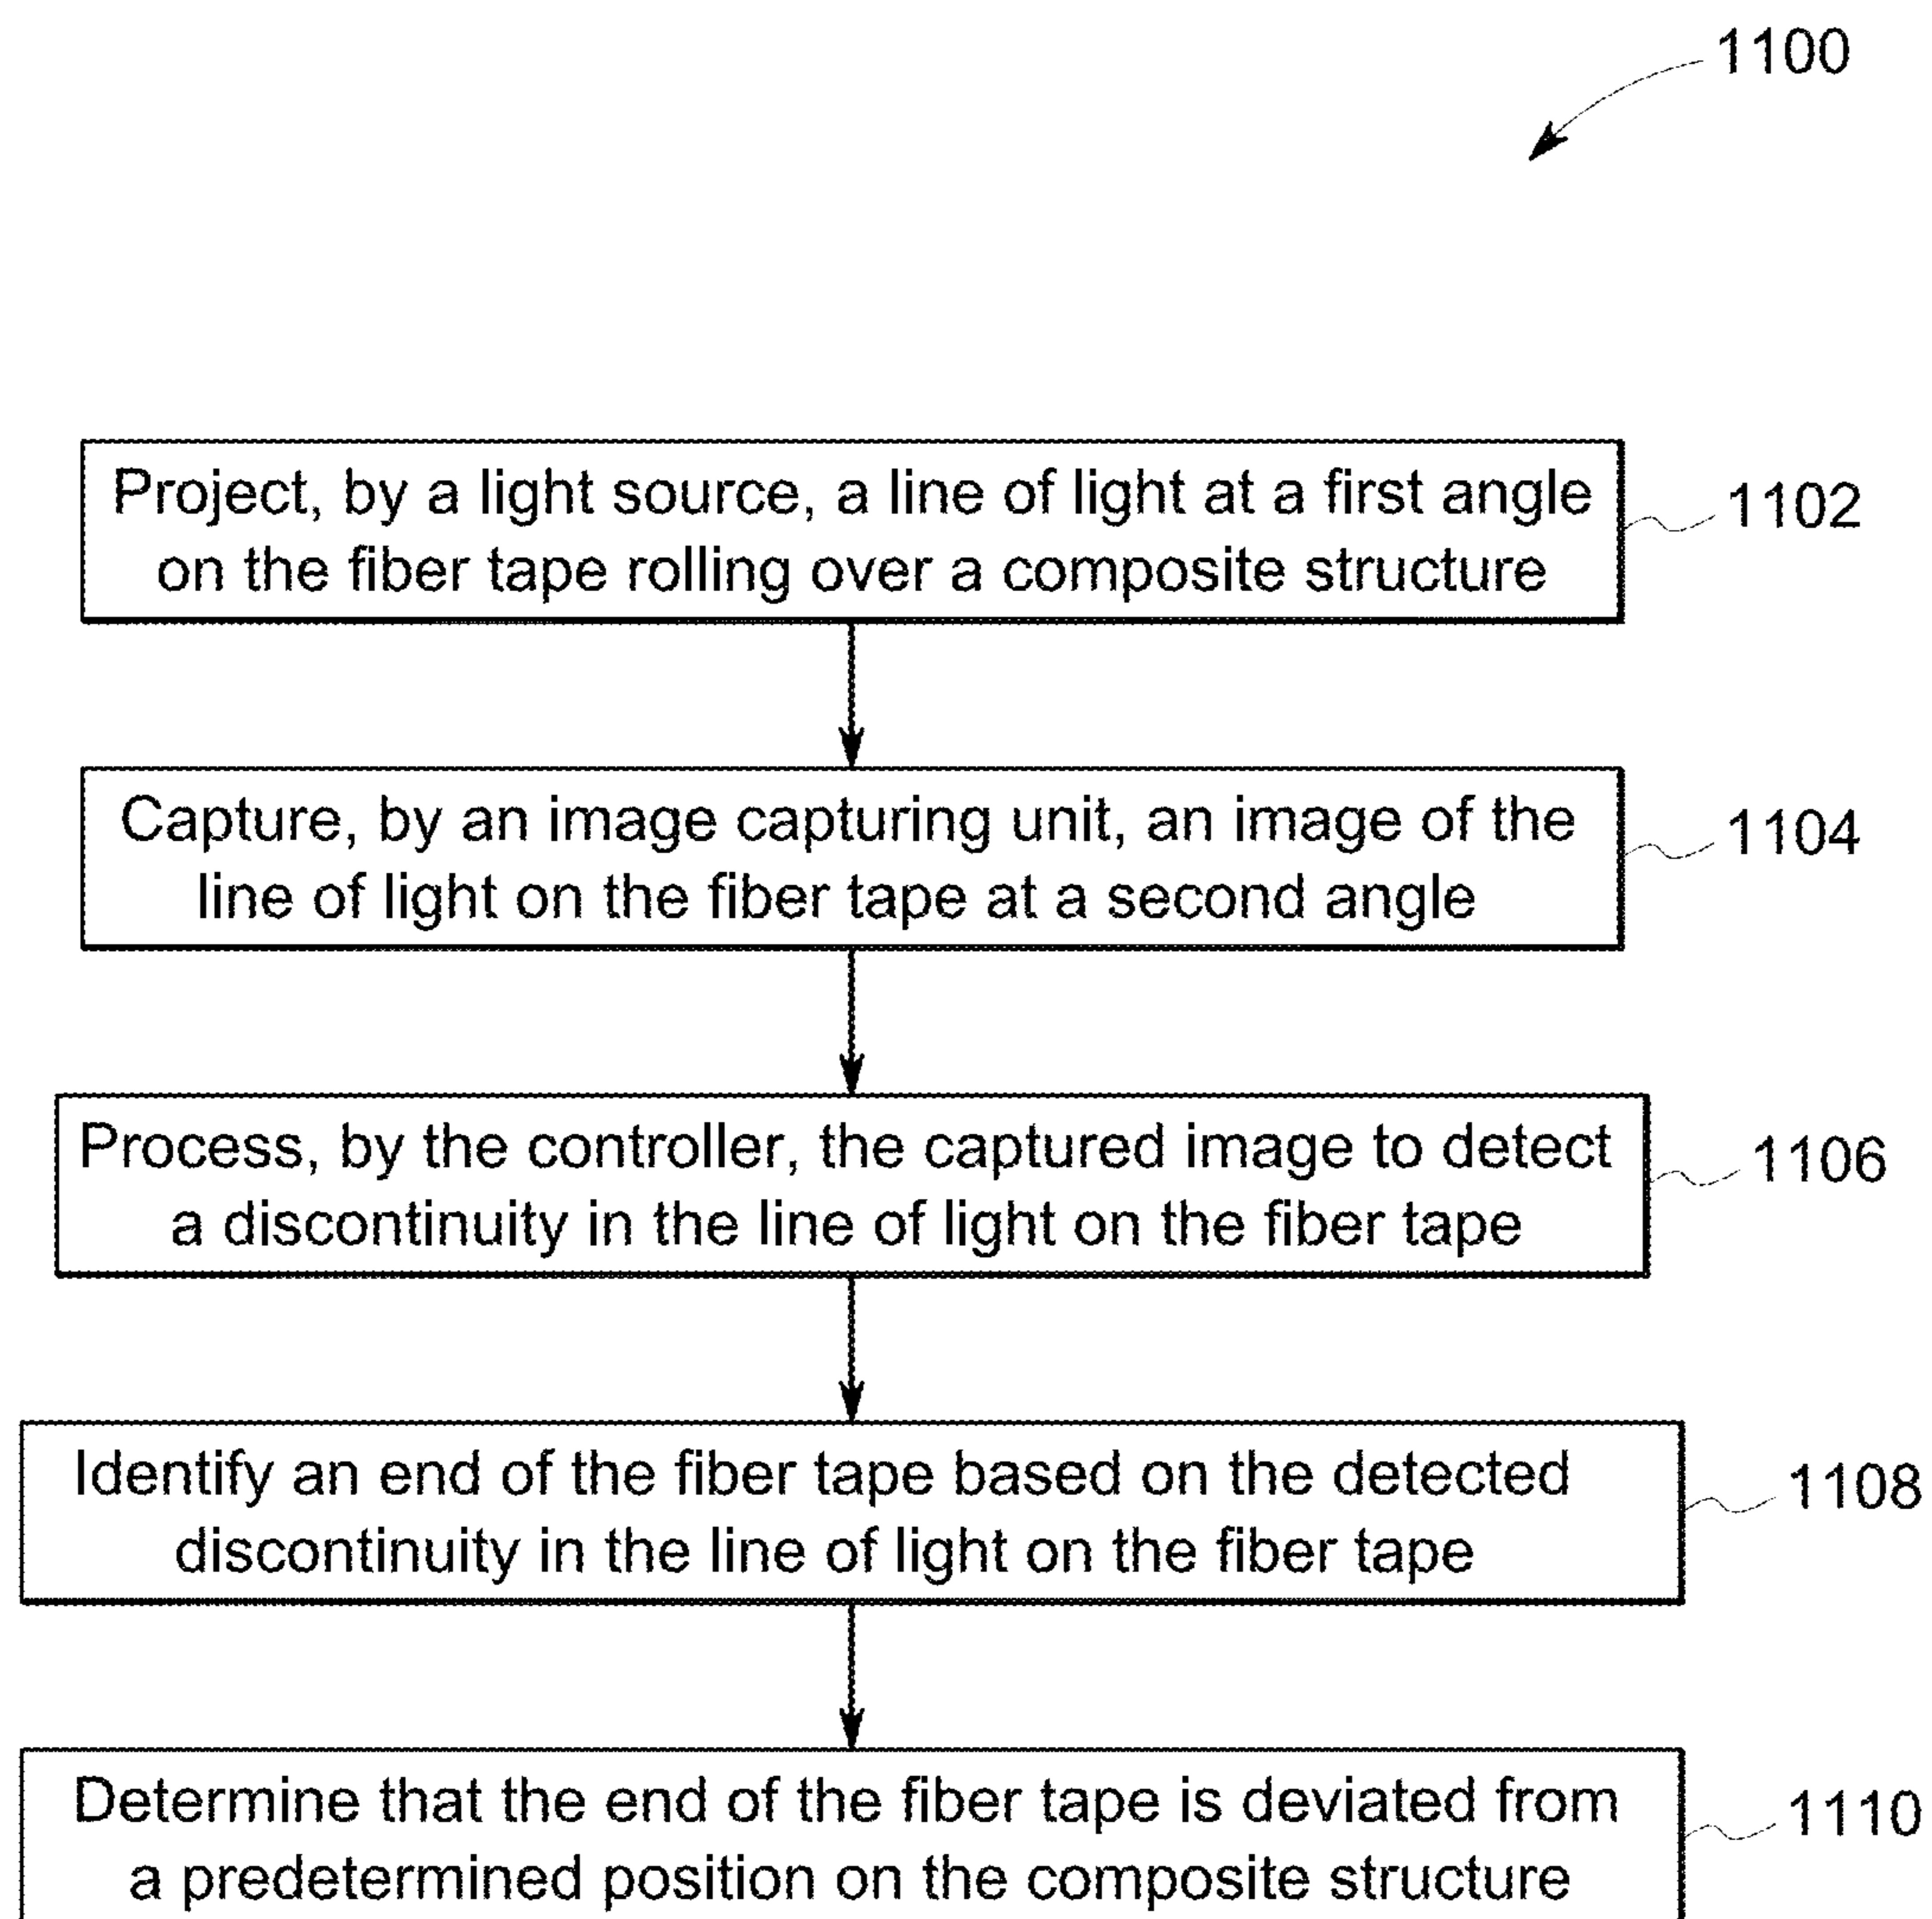 1100
Project, by a light source, a line of light at a first angle
on the fiber tape rolling over a composite structure
1102
Capture, by an image capturing unit, an image of the
line of light on the fiber tape at a second angle
1104
Process, by the controller, the captured image to detect
a discontinuity in the line of light on the fiber tape
1106
Identify an end of the fiber tape based on the detected
discontinuity in the line of light on the fiber tape
1108
Determine that the end of the fiber tape is deviated from
a predetermined position on the composite structure
1110